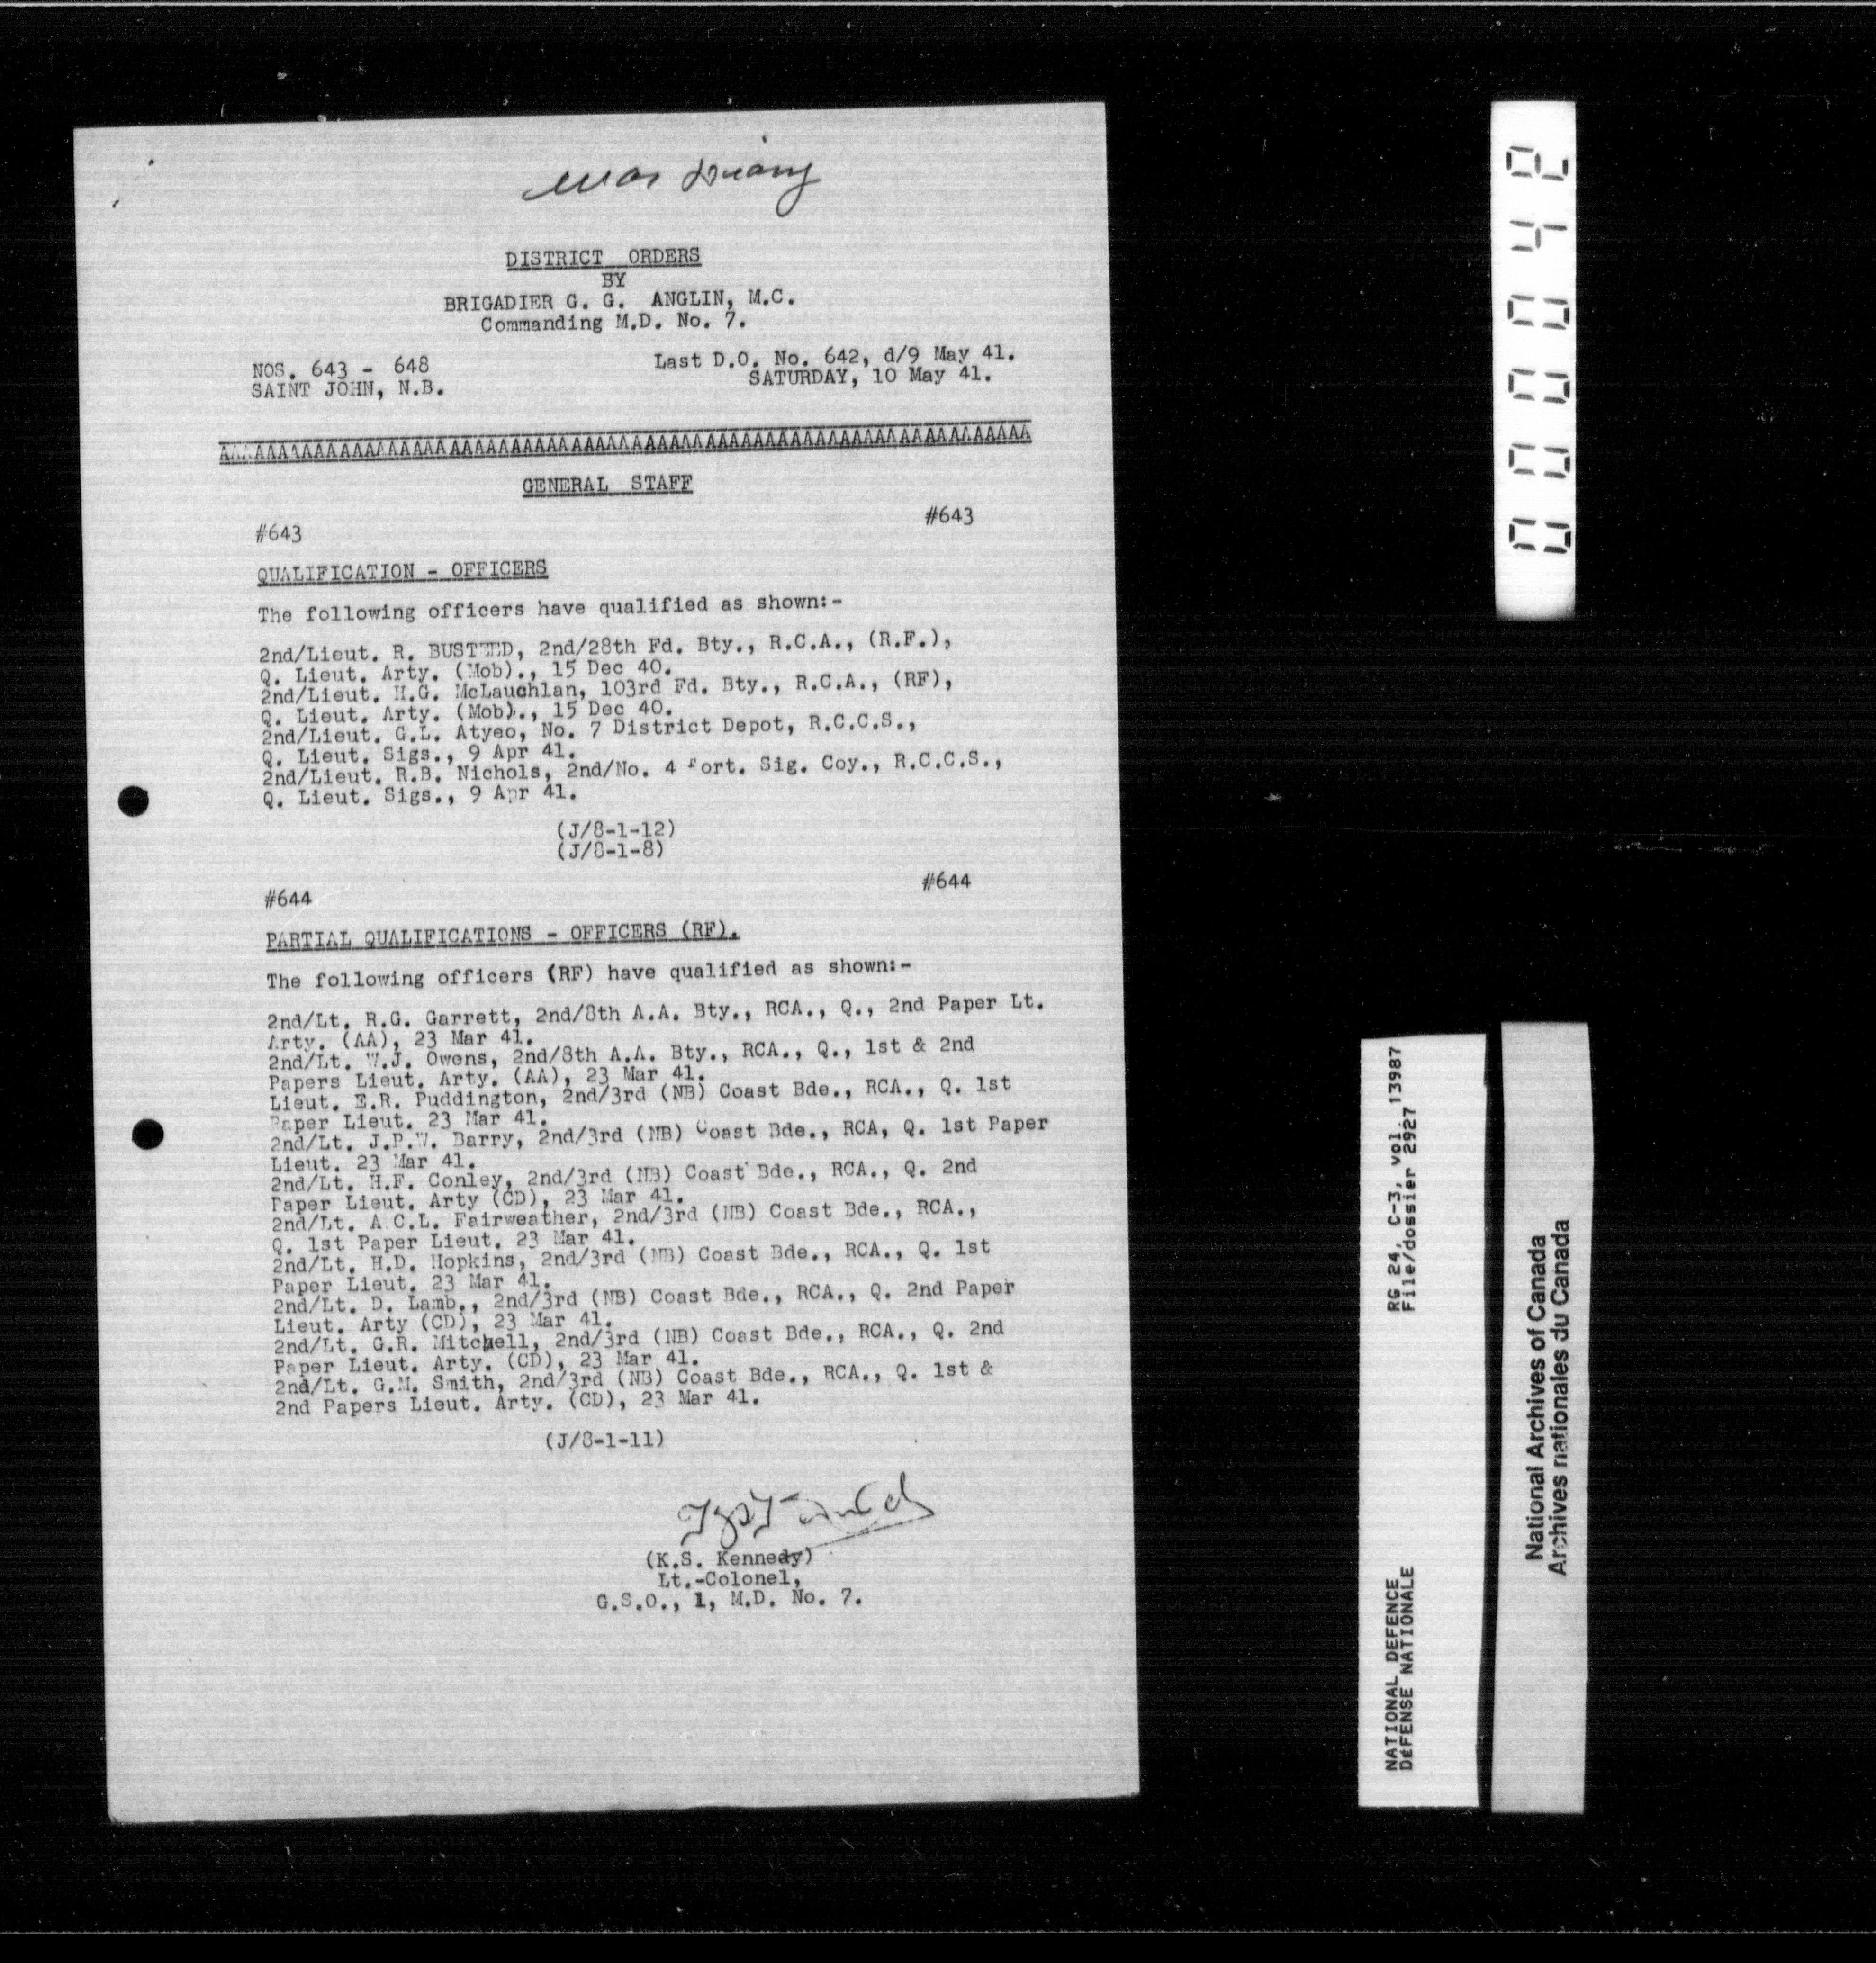 War Diary
DISTRICT ORDERS
BY
BRIGADIER G. G. ANGLIN, M.C.
Commanding M.D. No. 7.
NOS. 643 - 648 Last D.O. No. 642, d/9 May 41.
SAINT JOHN, N.B. SATURDAY, 10 May 41.
AAAAAAAAAAAAAAAAAAAAAAAAAAAAAAAAAAAAAAAAAAAAAAAAAAAAAAAAAAAAAAAAAA
GENERAL STAFF
#643 #643
QUALIFICATION - OFFICERS
The following officers have qualified as shown:-
2nd/Lieut. R. BUSTEED, 2nd/28th Fd. Bty., R.C.A., (R.F.),
Q. Lieut. Arty. (Mob)., 15 Dec 40.
2nd/Lieut. H.G. McLauchlan, 103rd Fd. Bty., R.C.A., (RF),
Q. Lieut. Arty. (Mob)., 15 Dec 40.
2nd/Lieut. G.L. Atyeo, No. 7 District Depot, R.C.C.S.,
Q. Lieut. Sigs., 9 Apr 41.
2nd/Lieut. R.B. Nichols, 2nd/No. 4 Fort. Sig. Coy., R.C.C.S.,
Q. Lieut. Sigs., 9 Apr 41.
(J/8-1-12)
(J/8-1-8)
#644 #644
PARTIAL QUALIFICATIONS - OFFICERS (RF).
The following officers (RF) have qualified as shown:-
2nd/Lt. R.G. Garrett, 2nd/8th A.A. Bty., RCA., Q., 2nd Paper Lt.
Arty. (AA), 23 Mar 41.
2nd/Lt. W.J. Owens, 2nd/8th A.A. Bty., RCA., Q., 1st & 2nd
Papers Lieut. Arty. (AA), 23 Mar 41.
Lieut. E.R. Puddington, 2nd/3rd (NB) Coast Bde., RCA., Q. 1st
Paper Lieut. 23 Mar 41.
2nd/Lt. J.P.W. Barry, 2nd/3rd (NB) Coast Bde., RCA, Q. 1st Paper
Lieut. 23 Mar 41.
2nd/Lt. H.F. Conley, 2nd/3rd (NB) Coast Bde., RCA., Q. 2nd
Paper Lieut. Arty (CD), 23 Mar 41.
2nd/Lt. A.C.L. Fairweather, 2nd/3rd (NB) Coast Bde., RCA.,
Q. 1st Paper Lieut. 23 Mar 41.
2nd/Lt. H.D. Hopkins, 2nd/3rd (NB) Coast Bde., RCA., Q. 1st
Paper Lieut. 23 Mar 41.
2nd/Lt. D. Lamb., 2nd/3rd (NB) Coast Bde., RCA., Q. 2nd Paper
Lieut. Arty (CD), 23 Mar 41.
2nd/Lt. G.R. Mitchell, 2nd/3rd (NB) Coast Bde., RCA., Q. 2nd
Paper Lieut. Arty. (CD), 23 Mar 41.
2nd/Lt. G.M. Smith, 2nd/3rd (NB) Coast Bde., RCA., Q. 1st &
2nd Papers Lieut. Arty. (CD), 23 Mar 41.
(J/8-1-11)
(K.S. Kennedy)
Lt.-Colonel,
G.S.O., 1, M.D. No. 7.
000042
NATIONAL DEFENCE RG 24, C-3, vol. 13987
DÉFENSE NATIONALE File/dossier 2927
National Archives of Canada
Archives nationales du Canada